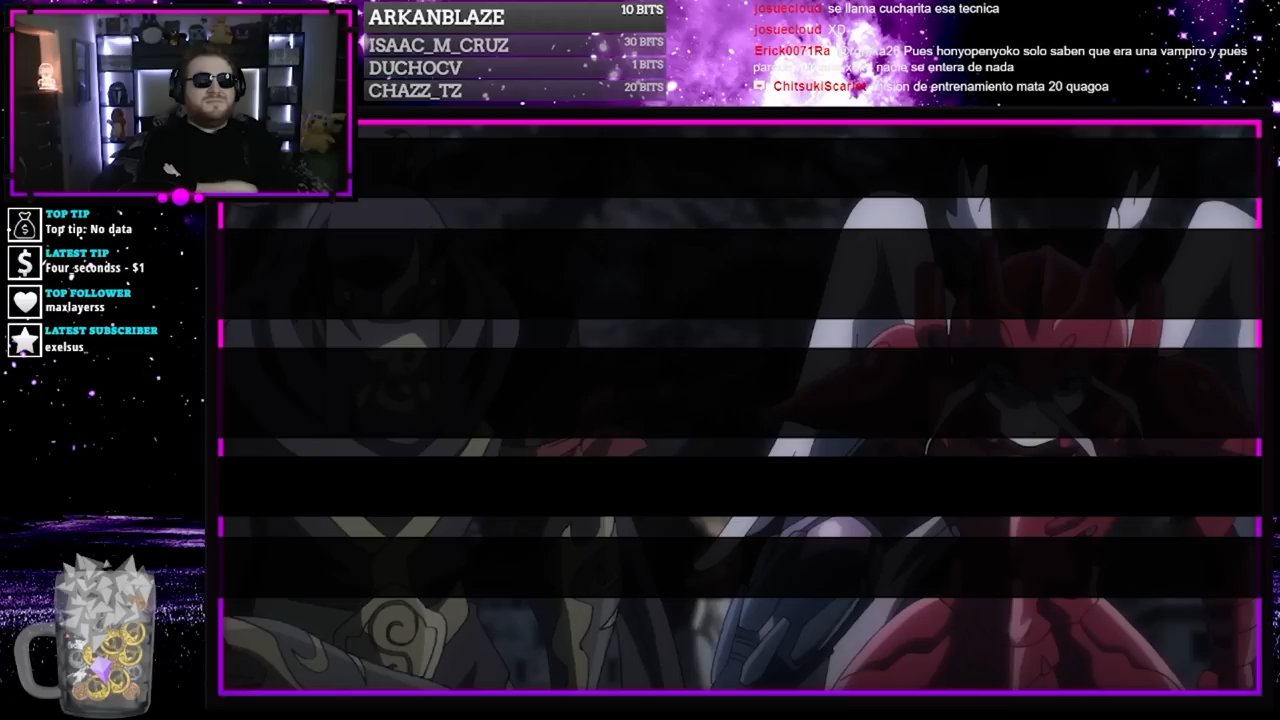 ARKANBLAZE 10 BITS
ISAAC_M_CRUZ 30 BITS
DUCHOCV 1 BITS
CHAZZ_TZ 20 BITS
josuecloud se llama cucharita esa tecnica
josuecloud XD
Erick0071Ra Pues honyopenyoko solo saben que era una vampiro y pues
nadie se entera de nada
ChitsukiScarlet mision de entrenamiento mata 20 quagoa
TOP TIP
Top tip: No data
LATEST TIP
Four_secondss - $1
TOP FOLLOWER
maxlayerss
LATEST SUBSCRIBER
exelsus_